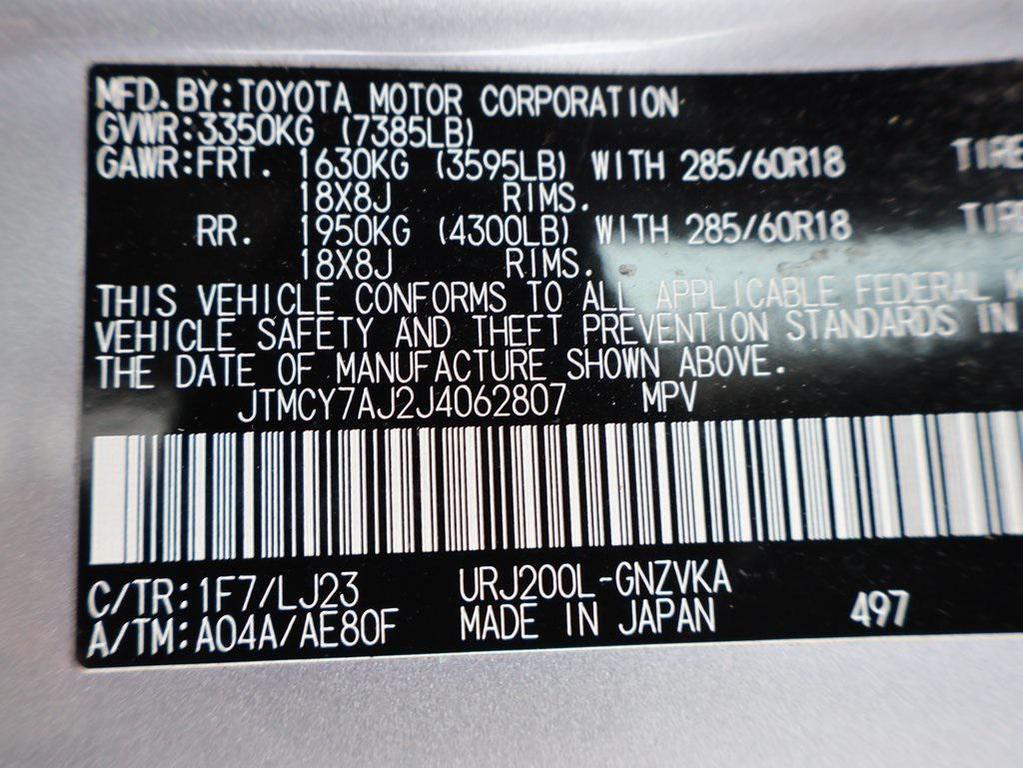 MFD.BY:TOYOTA MOTOR CORPORATION
GVWR:3350KG (7385LB)
GAWR:FRT. 1630KG (3595LB) WITH 285/60R18 TIRE
18X8J RIMS.
RR. 1950KG (4300LB) WITH 285/60R18 TIRE
18X8J RIMS.
THIS VEHICLE CONFORMS TO ALL APPLICABLE FEDERAL M
VEHICLE SAFETY AND THEFT PREVENTION STANDARDS IN
THE DATE OF MANUFACTURE SHOWN ABOVE.
JTMCY7AJ2J4062807 MPV
C/TR:1F7/LJ23 URJ200L-GNZVKA
A/TM:A04A/AE80F MADE IN JAPAN 497